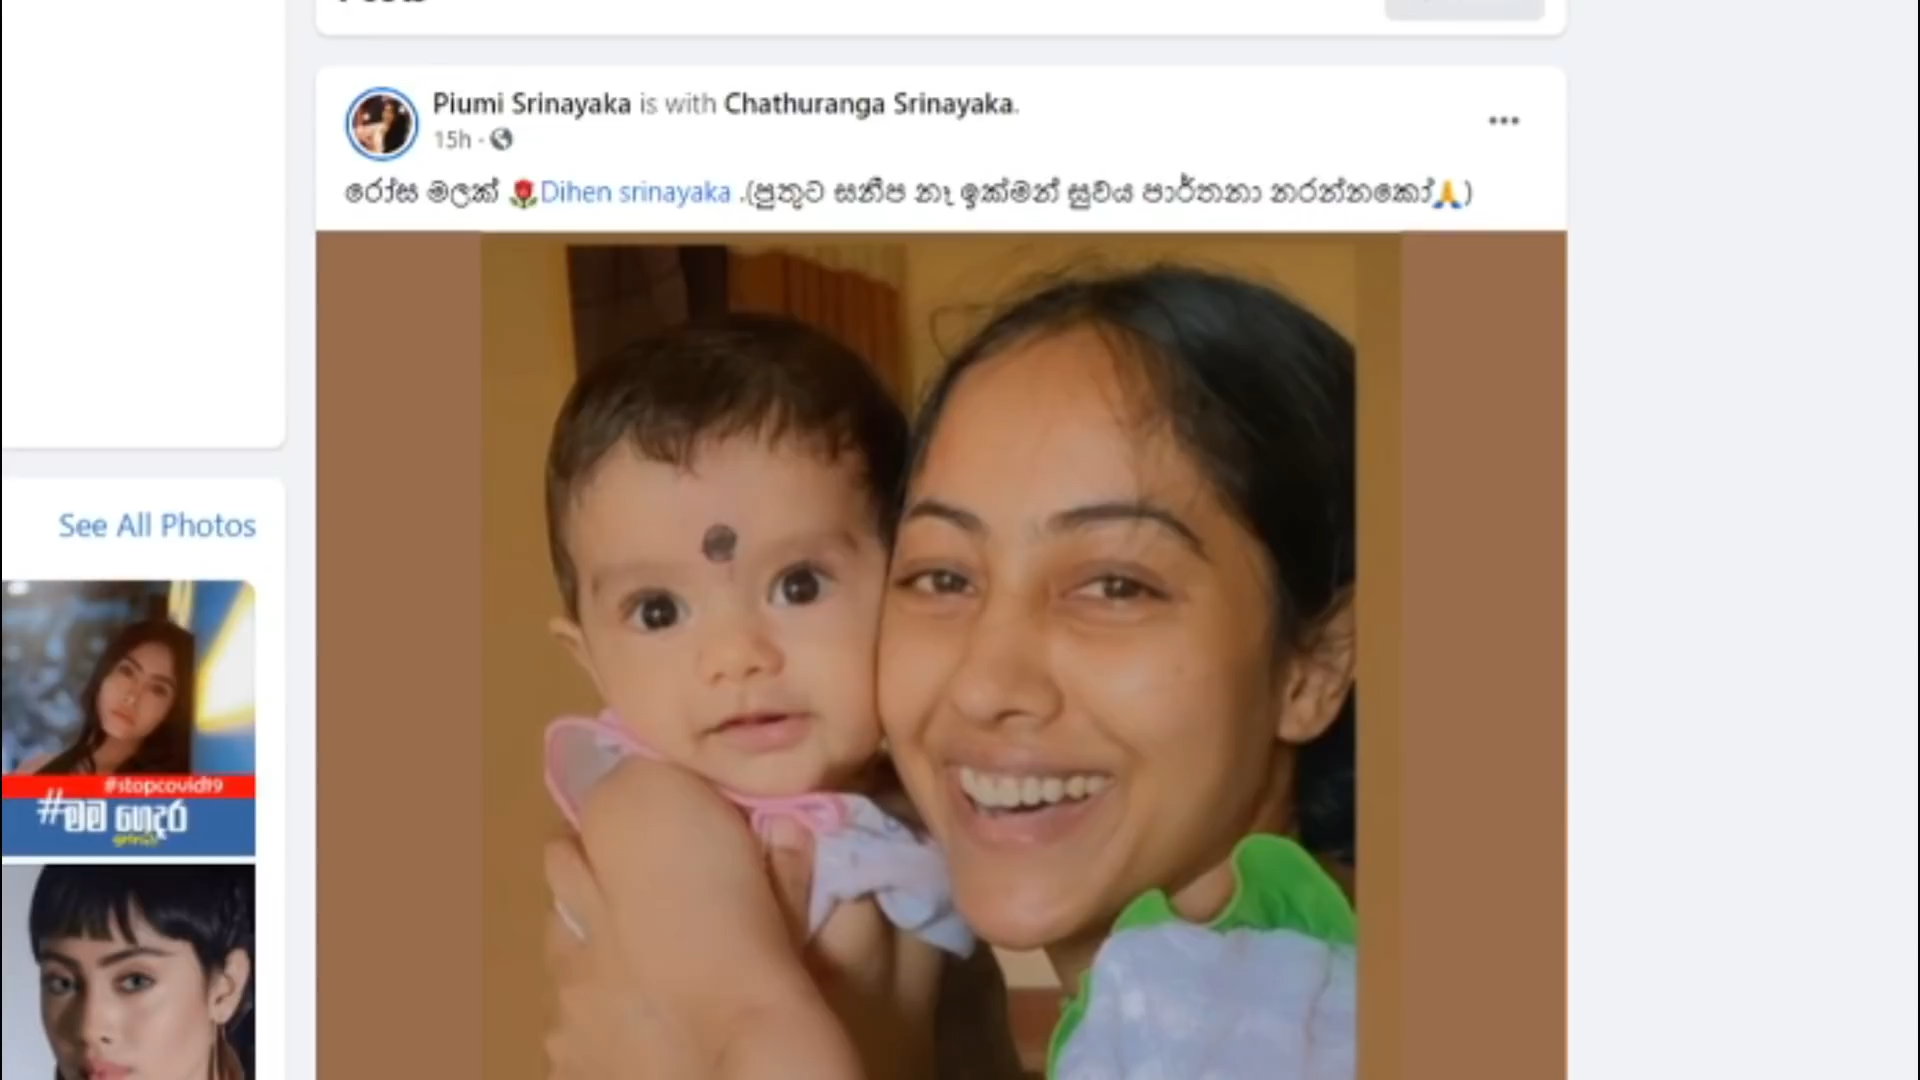 Piumi Srinayaka is with Chathuranga Srinayaka.
15h ·
රෝස මලක් 🌹Dihen srinayaka .(පුතුට සනීප නෑ ඉක්මන් සුවය පාර්තනා නරන්නකෝ🙏)
See All Photos
#stopcovid19
#මම ගෙදර